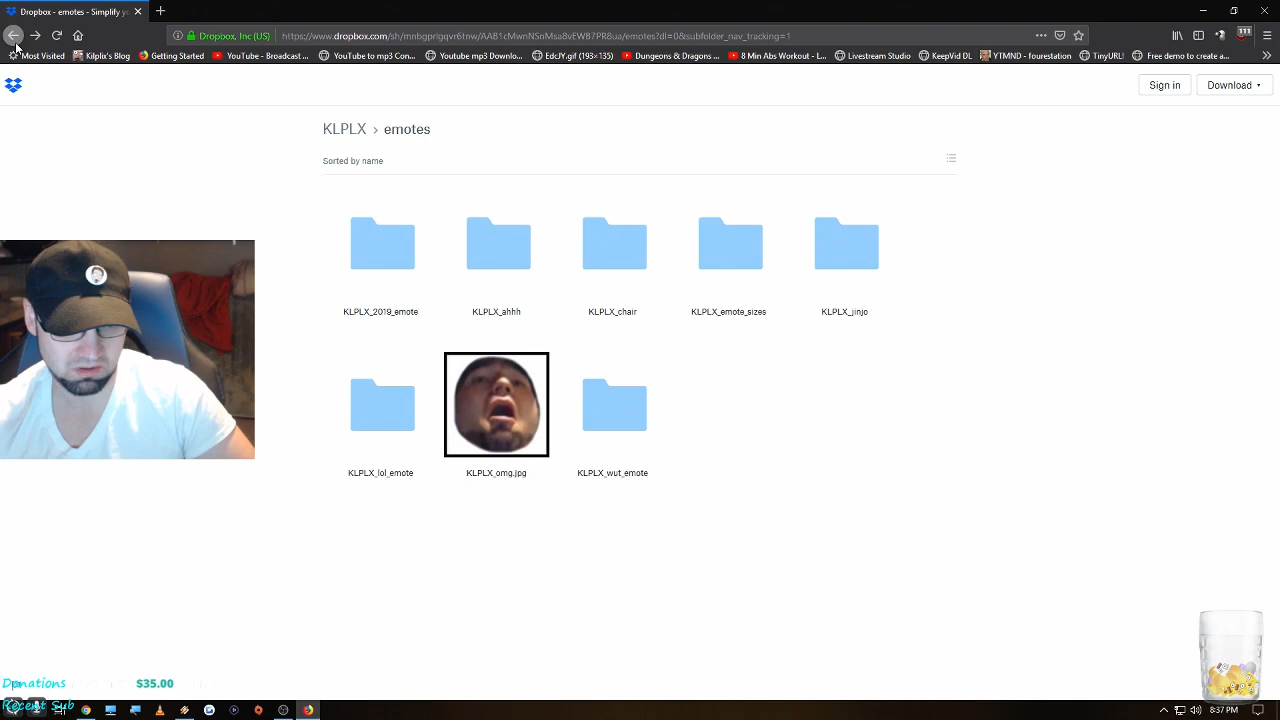 Dropbox - emotes - Simplify yo
Dropbox, Inc (US)
https://www.dropbox.com/sh/mnbgprlgqvr6tnw/AAB1cMwnNSnMsa8vEWB7PR8ua/emotes?dl=0&subfolder_nav_tracking=1
111
Most Visited
Kilplix's Blog
Getting Started
YouTube - Broadcast ...
YouTube to mp3 Con...
Youtube mp3 Downlo...
EdcJY.gif (193×135)
Dungeons & Dragons ...
8 Min Abs Workout - L...
Livestream Studio
KeepVid DL
YTMND - fourestation
TinyURL!
Free demo to create a...
Sign in
Download
KLPLX › emotes
Sorted by name
KLPLX_2019_emote
KLPLX_ahhh
KLPLX_chair
KLPLX_emote_sizes
KLPLX_jinjo
KLPLX_lol_emote
KLPLX_omg.jpg
KLPLX_wut_emote
Donations
$35.00
Recent Sub
8:37 PM